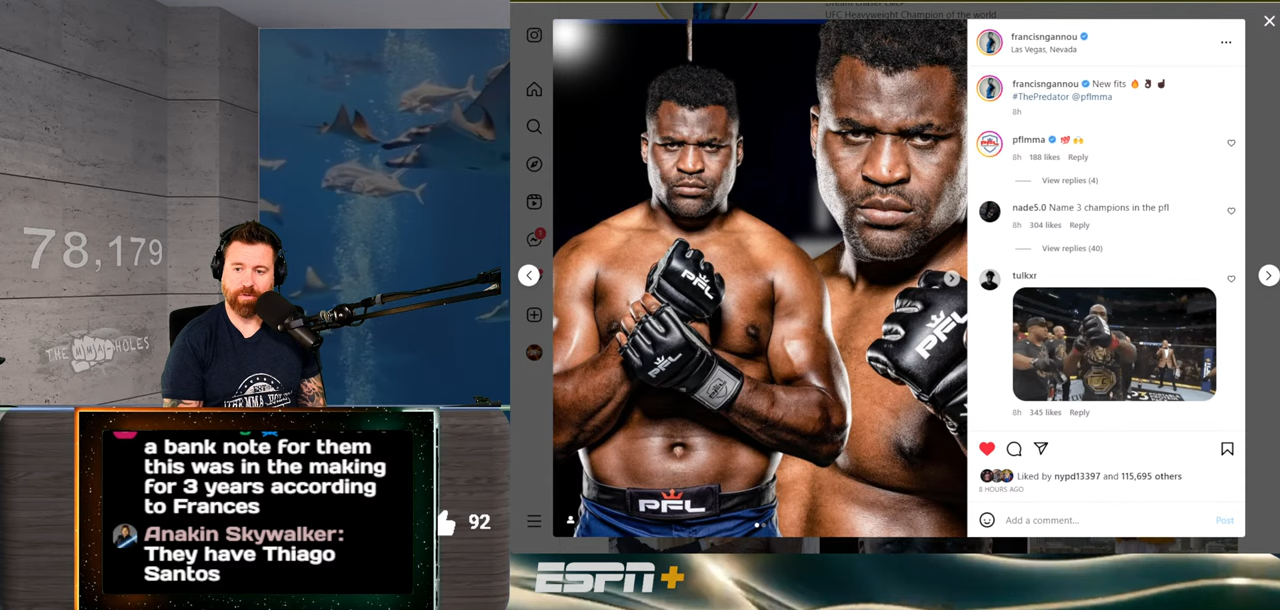 78,179
THE MMA HOLES
THE MMA HOLES
a bank note for them
this was in the making
for 3 years according
to Frances
Anakin Skywalker:
They have Thiago
Santos
92
UFC Heavyweight Champion of the world
francisngannou
Las Vegas, Nevada
francisngannou New fits
#ThePredator @pflmma
8h
pflmma
8h 188 likes Reply
View replies (4)
nade5.0 Name 3 champions in the pfl
8h 304 likes Reply
View replies (40)
tulkxr
8h 345 likes Reply
Liked by nypd13397 and 115,695 others
8 HOURS AGO
Add a comment...
Post
PFL
PFL
PFL
PFL
ESPN+